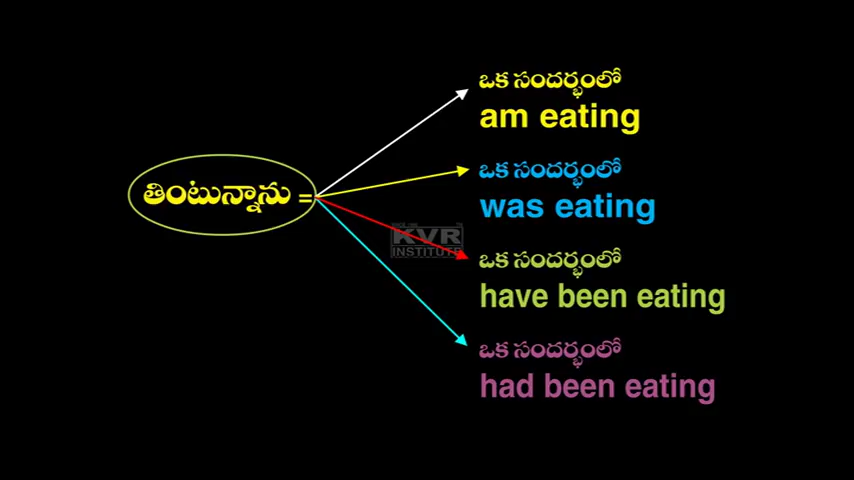 ఒక సందర్భంలో
am eating
ఒక సందర్భంలో
was eating
తింటున్నాను =
KVR
INSTITUTE
ఒక సందర్భంలో
have been eating
ఒక సందర్భంలో
had been eating